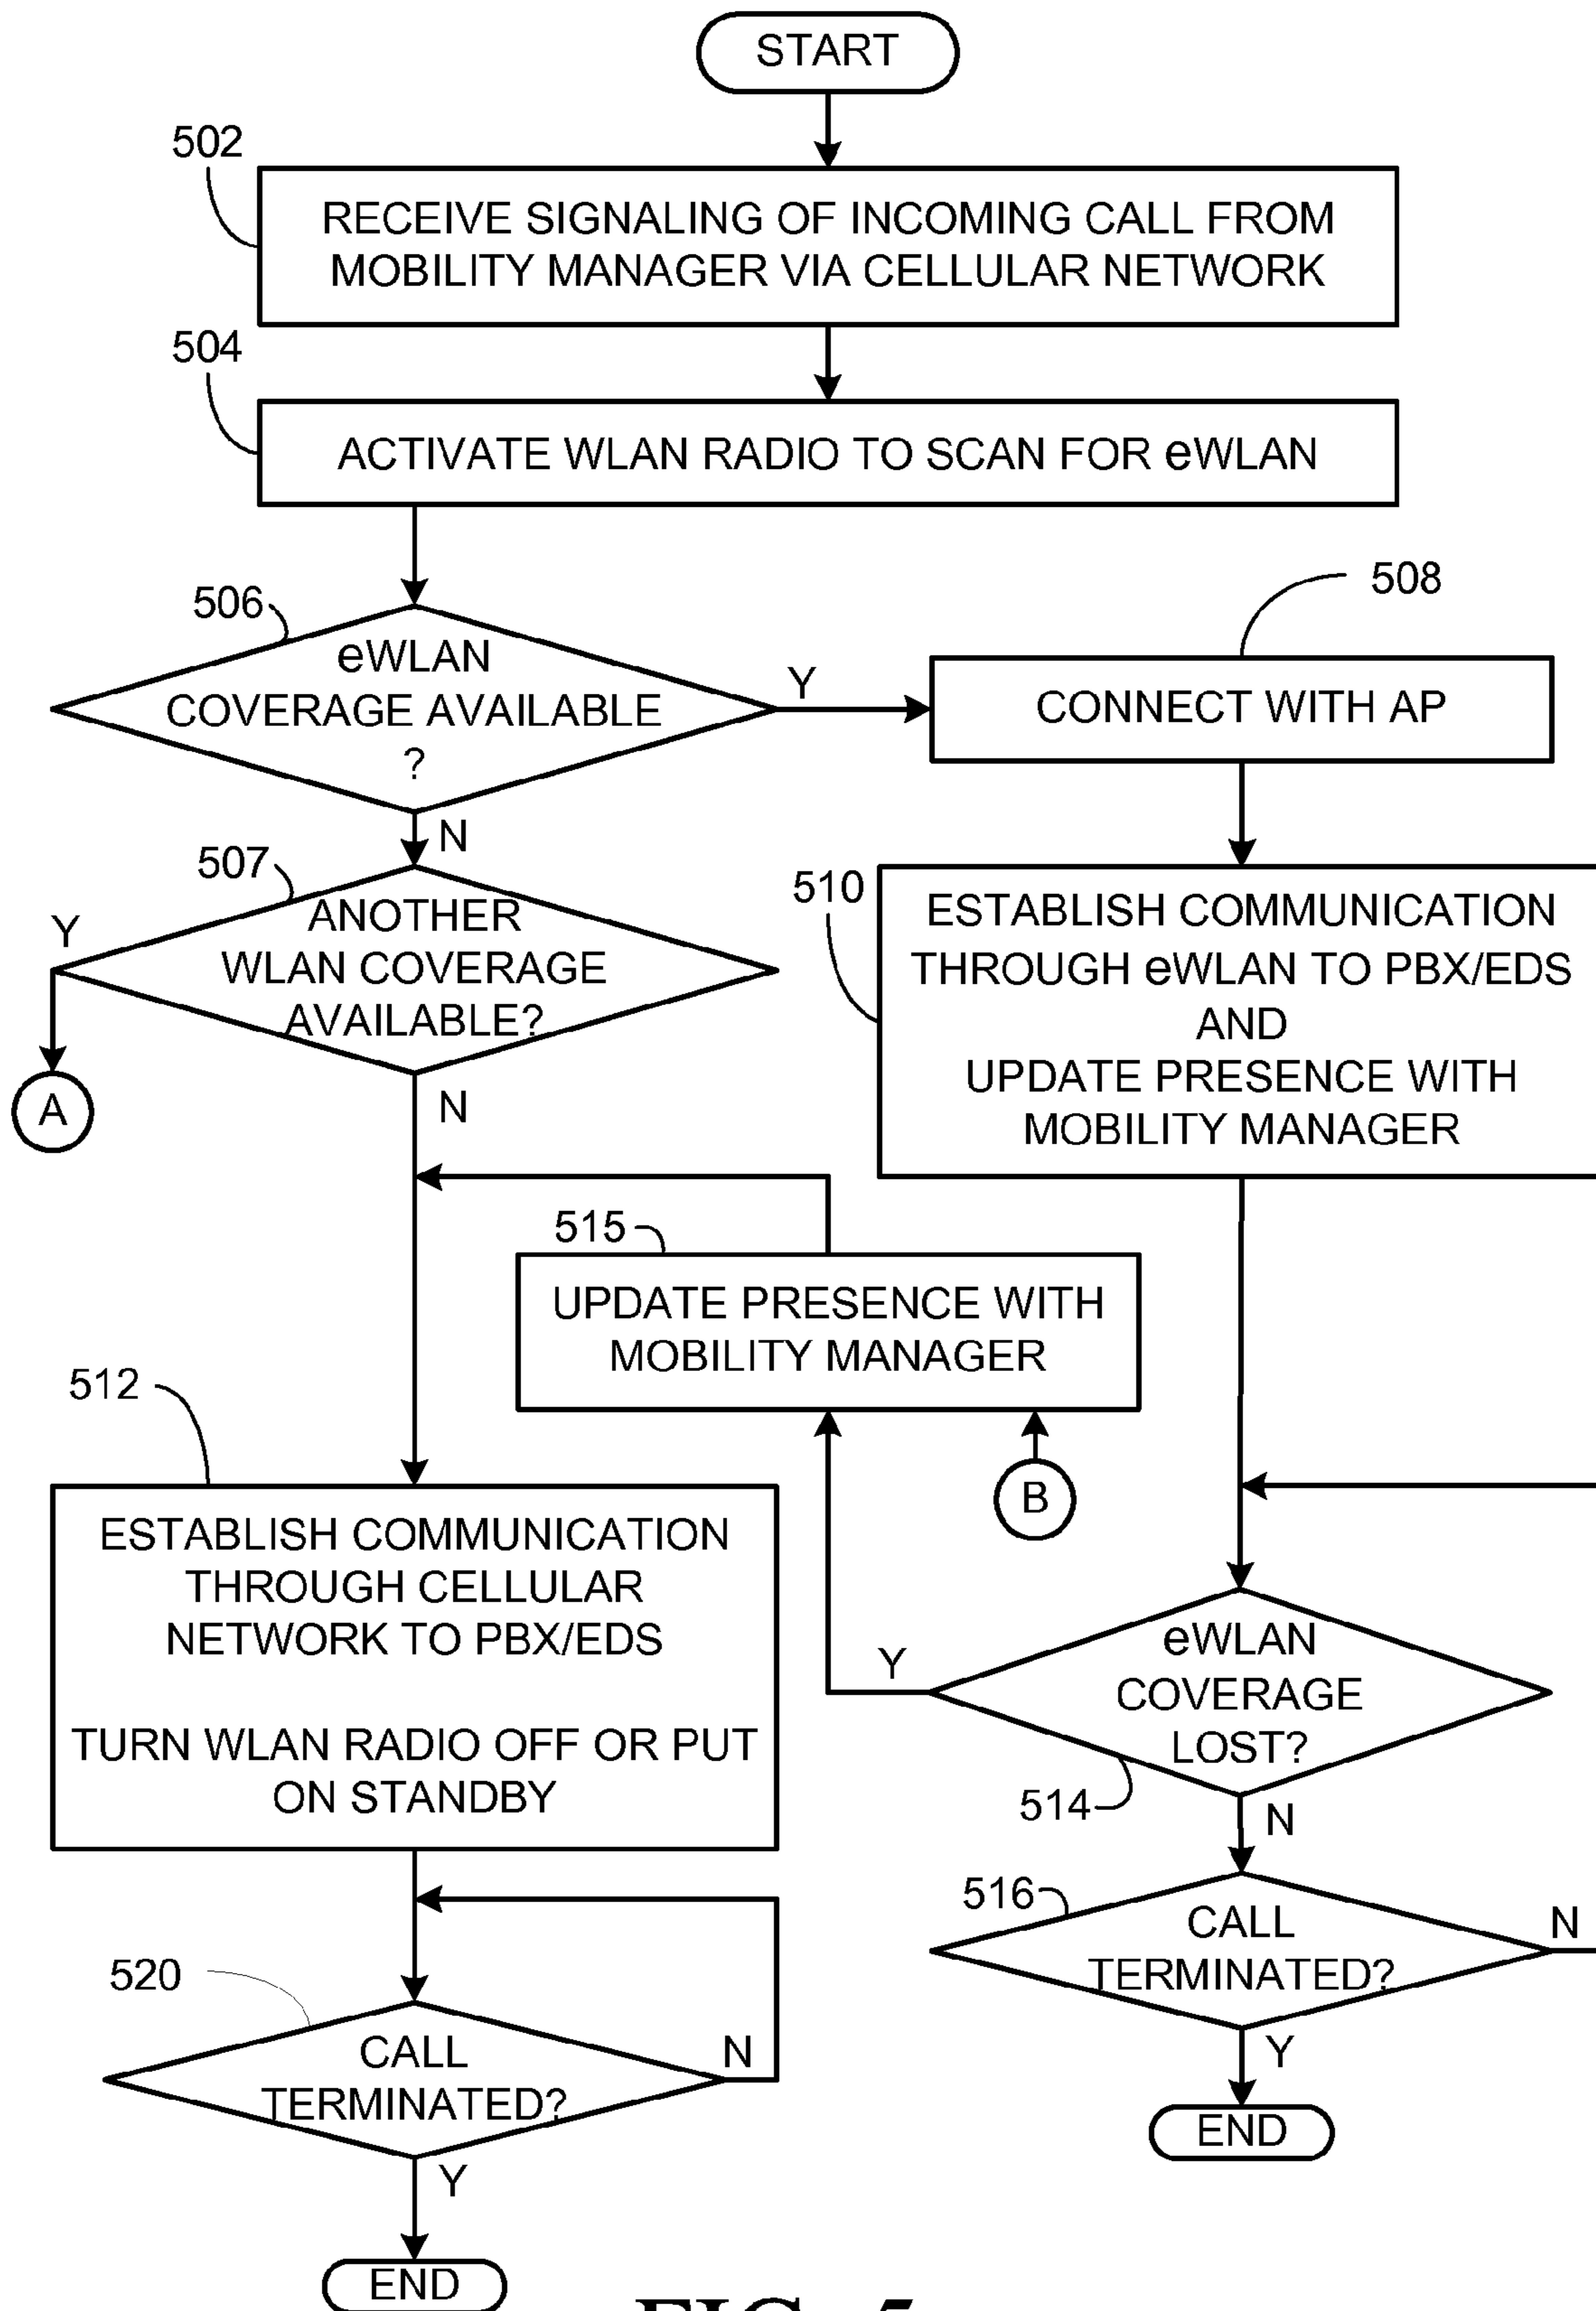 START
502
RECEIVE SIGNALING OF INCOMING CALL FROM
MOBILITY MANAGER VIA CELLULAR NETWORK
504
ACTIVATE WLAN RADIO TO SCAN FOR eWLAN
506
eWLAN
COVERAGE AVAILABLE
?
Y
508
CONNECT WITH AP
N
507
ANOTHER
WLAN COVERAGE
AVAILABLE?
Y
A
N
510
ESTABLISH COMMUNICATION
THROUGH eWLAN TO PBX/EDS
AND
UPDATE PRESENCE WITH
MOBILITY MANAGER
515
UPDATE PRESENCE WITH
MOBILITY MANAGER
B
512
ESTABLISH COMMUNICATION
THROUGH CELLULAR
NETWORK TO PBX/EDS
TURN WLAN RADIO OFF OR PUT
ON STANDBY
Y
eWLAN
COVERAGE
LOST?
514
N
516
CALL
TERMINATED?
N
Y
END
520
CALL
TERMINATED?
N
Y
END